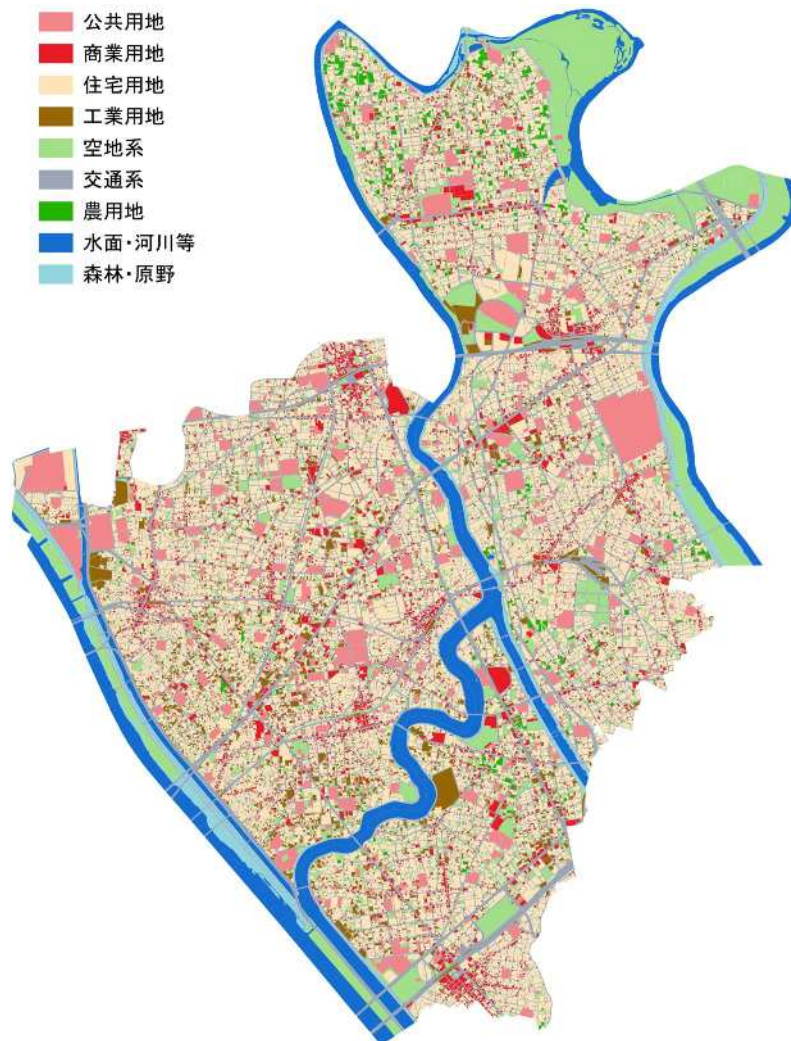 公共用地
商業用地
住宅用地
工業用地
空地系
交通系
農用地
水面・河川等
森林・原野